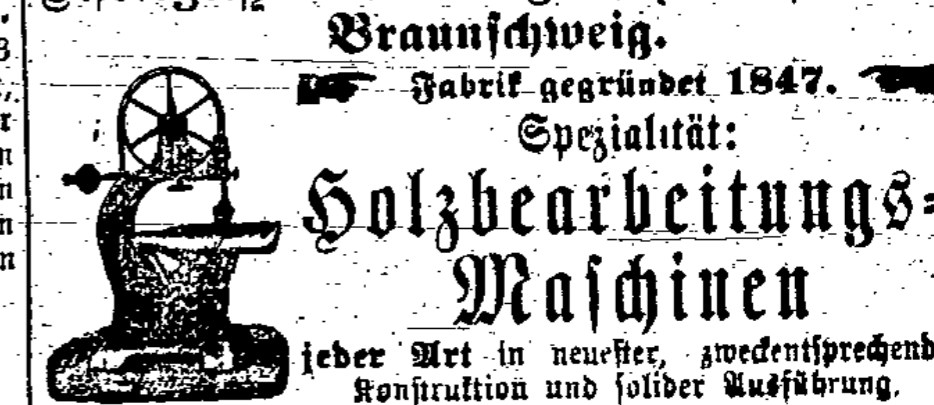 Braunschweig.
Fabrik gegründet 1847.
Spezialität:
Holzbearbeitungs-
Maschinen
jeder Art in neuester, zweckentsprechend
Konstruktion und solider Ausführung.